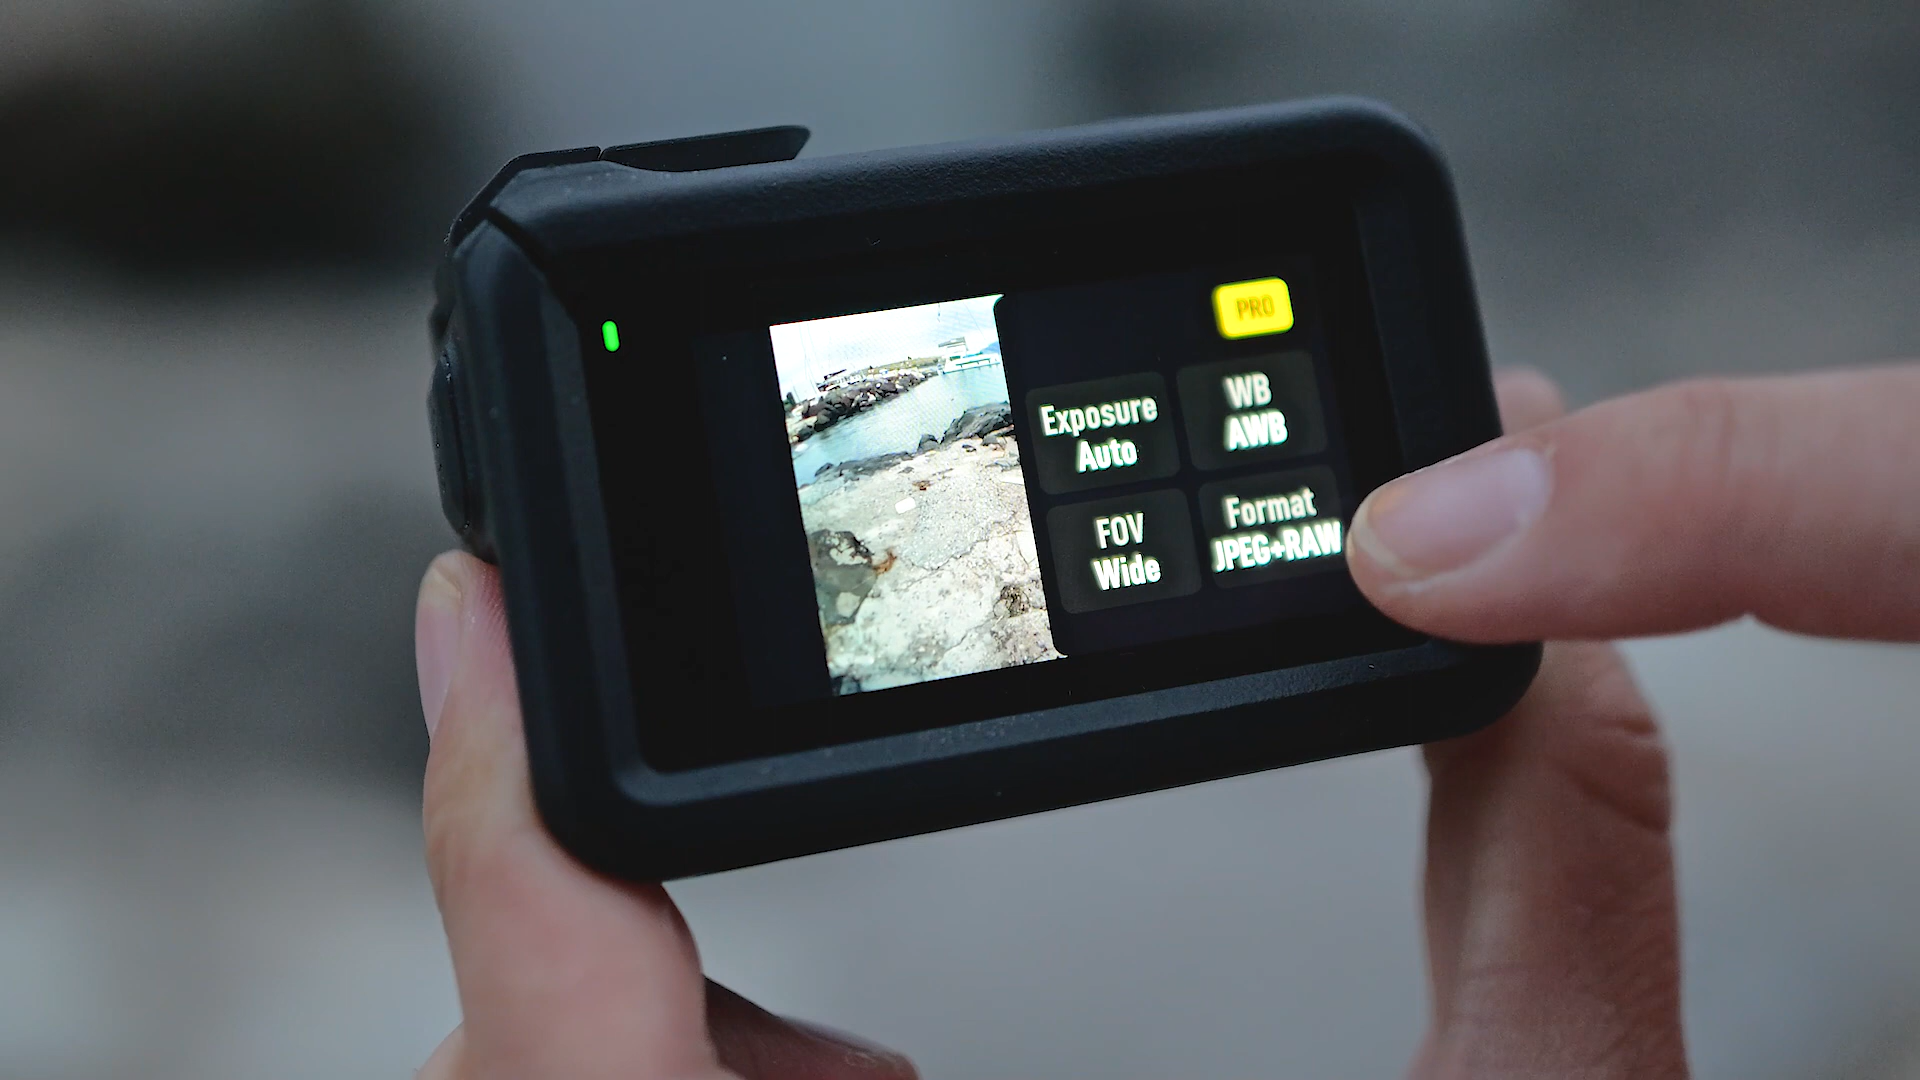 PRO
Exposure
Auto
WB
AWB
FOV
Wide
Format
JPEG+RAW